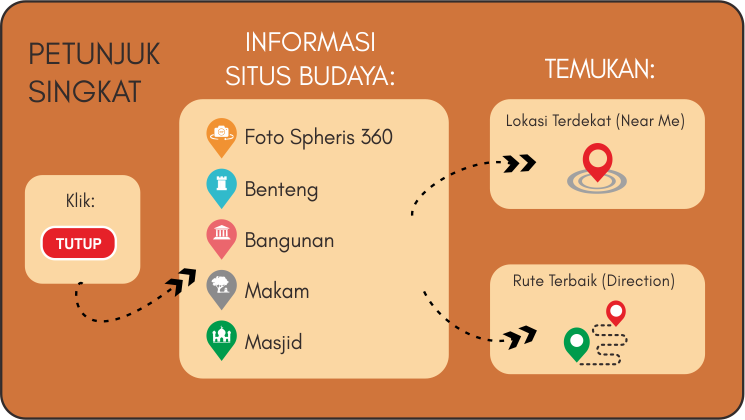 PETUNJUK
SINGKAT
Klik:
TUTUP
INFORMASI
SITUS BUDAYA:
Foto Spheris 360
Benteng
Bangunan
Makam
Masjid
TEMUKAN:
Lokasi Terdekat (Near Me)
Rute Terbaik (Direction)